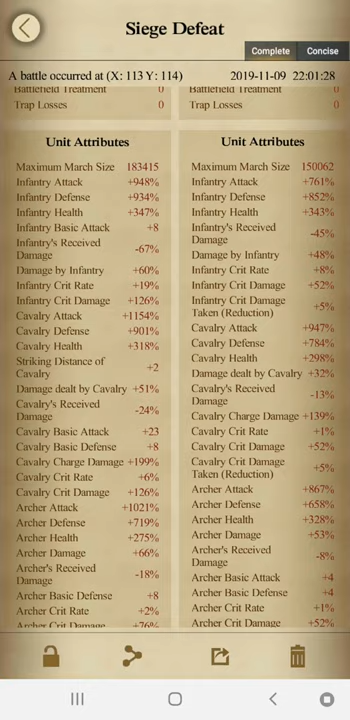 Siege Defeat
Complete
Concise
A battle occurred at (X: 113 Y: 114)
2019-11-09 22:01:28
Battlefield Treatment 0
Trap Losses 0
Unit Attributes
Maximum March Size 183415
Infantry Attack +948%
Infantry Defense +934%
Infantry Health +347%
Infantry Basic Attack +8
Infantry's Received
Damage -67%
Damage by Infantry +60%
Infantry Crit Rate +19%
Infantry Crit Damage +126%
Cavalry Attack +1154%
Cavalry Defense +901%
Cavalry Health +318%
Striking Distance of
Cavalry +2
Damage dealt by Cavalry +51%
Cavalry's Received
Damage -24%
Cavalry Basic Attack +23
Cavalry Basic Defense +8
Cavalry Charge Damage +199%
Cavalry Crit Rate +6%
Cavalry Crit Damage +126%
Archer Attack +1021%
Archer Defense +719%
Archer Health +275%
Archer Damage +66%
Archer's Received
Damage -18%
Archer Basic Defense +8
Archer Crit Rate +2%
Archer Crit Damage +76%
Battlefield Treatment 0
Trap Losses 0
Unit Attributes
Maximum March Size 150062
Infantry Attack +761%
Infantry Defense +852%
Infantry Health +343%
Infantry's Received
Damage -45%
Damage by Infantry +48%
Infantry Crit Rate +8%
Infantry Crit Damage +52%
Infantry Crit Damage
Taken (Reduction) +5%
Cavalry Attack +947%
Cavalry Defense +784%
Cavalry Health +298%
Damage dealt by Cavalry +32%
Cavalry's Received
Damage -13%
Cavalry Charge Damage +139%
Cavalry Crit Rate +1%
Cavalry Crit Damage +52%
Cavalry Crit Damage
Taken (Reduction) +5%
Archer Attack +867%
Archer Defense +658%
Archer Health +328%
Archer Damage +53%
Archer's Received
Damage -8%
Archer Basic Attack +4
Archer Basic Defense +4
Archer Crit Rate +1%
Archer Crit Damage +52%